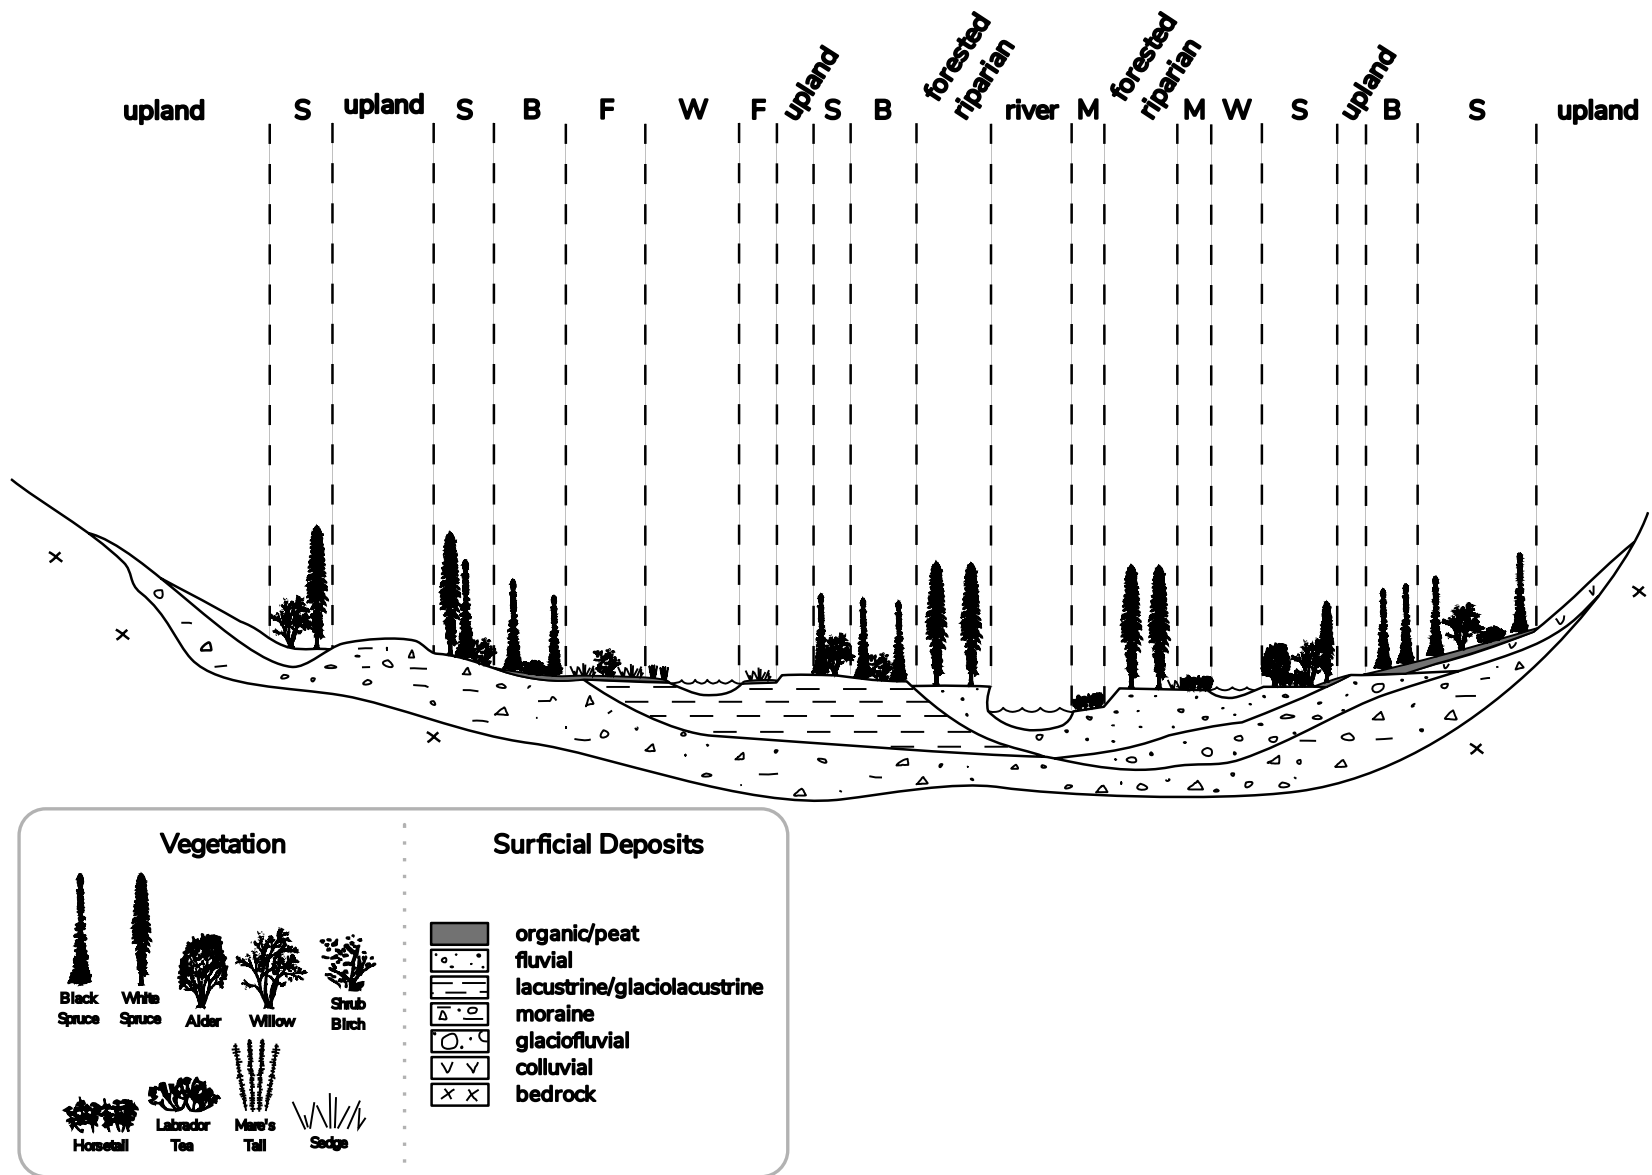 upland S upland S B F W F upland S B forested riparian river M forested riparian M W S upland B S upland
Vegetation
Black
Spruce
White
Spruce
Alder
Willow
Shrub
Birch
Horsetail
Labrador
Tea
Mare's
Tail
Sedge
Surficial Deposits
organic/peat
fluvial
lacustrine/glaciolacustrine
moraine
glaciofluvial
colluvial
bedrock